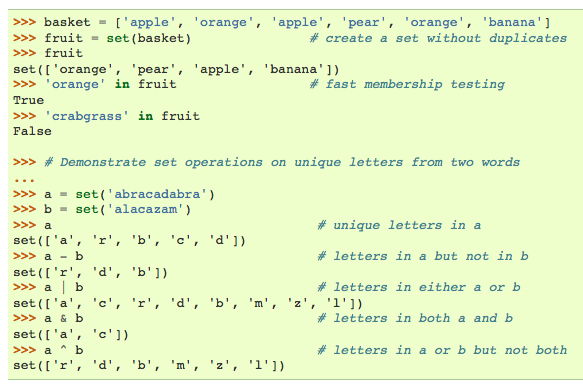 >>> basket = ['apple', 'orange', 'apple', 'pear', 'orange', 'banana']
>>> fruit = set(basket)               # create a set without duplicates
>>> fruit
set(['orange', 'pear', 'apple', 'banana'])
>>> 'orange' in fruit                 # fast membership testing
True
>>> 'crabgrass' in fruit
False

>>> # Demonstrate set operations on unique letters from two words
...
>>> a = set('abracadabra')
>>> b = set('alacazam')
>>> a                                  # unique letters in a
set(['a', 'r', 'b', 'c', 'd'])
>>> a - b                              # letters in a but not in b
set(['r', 'd', 'b'])
>>> a | b                              # letters in either a or b
set(['a', 'c', 'r', 'd', 'b', 'm', 'z', 'l'])
>>> a & b                              # letters in both a and b
set(['a', 'c'])
>>> a ^ b                              # letters in a or b but not both
set(['r', 'd', 'b', 'm', 'z', 'l'])